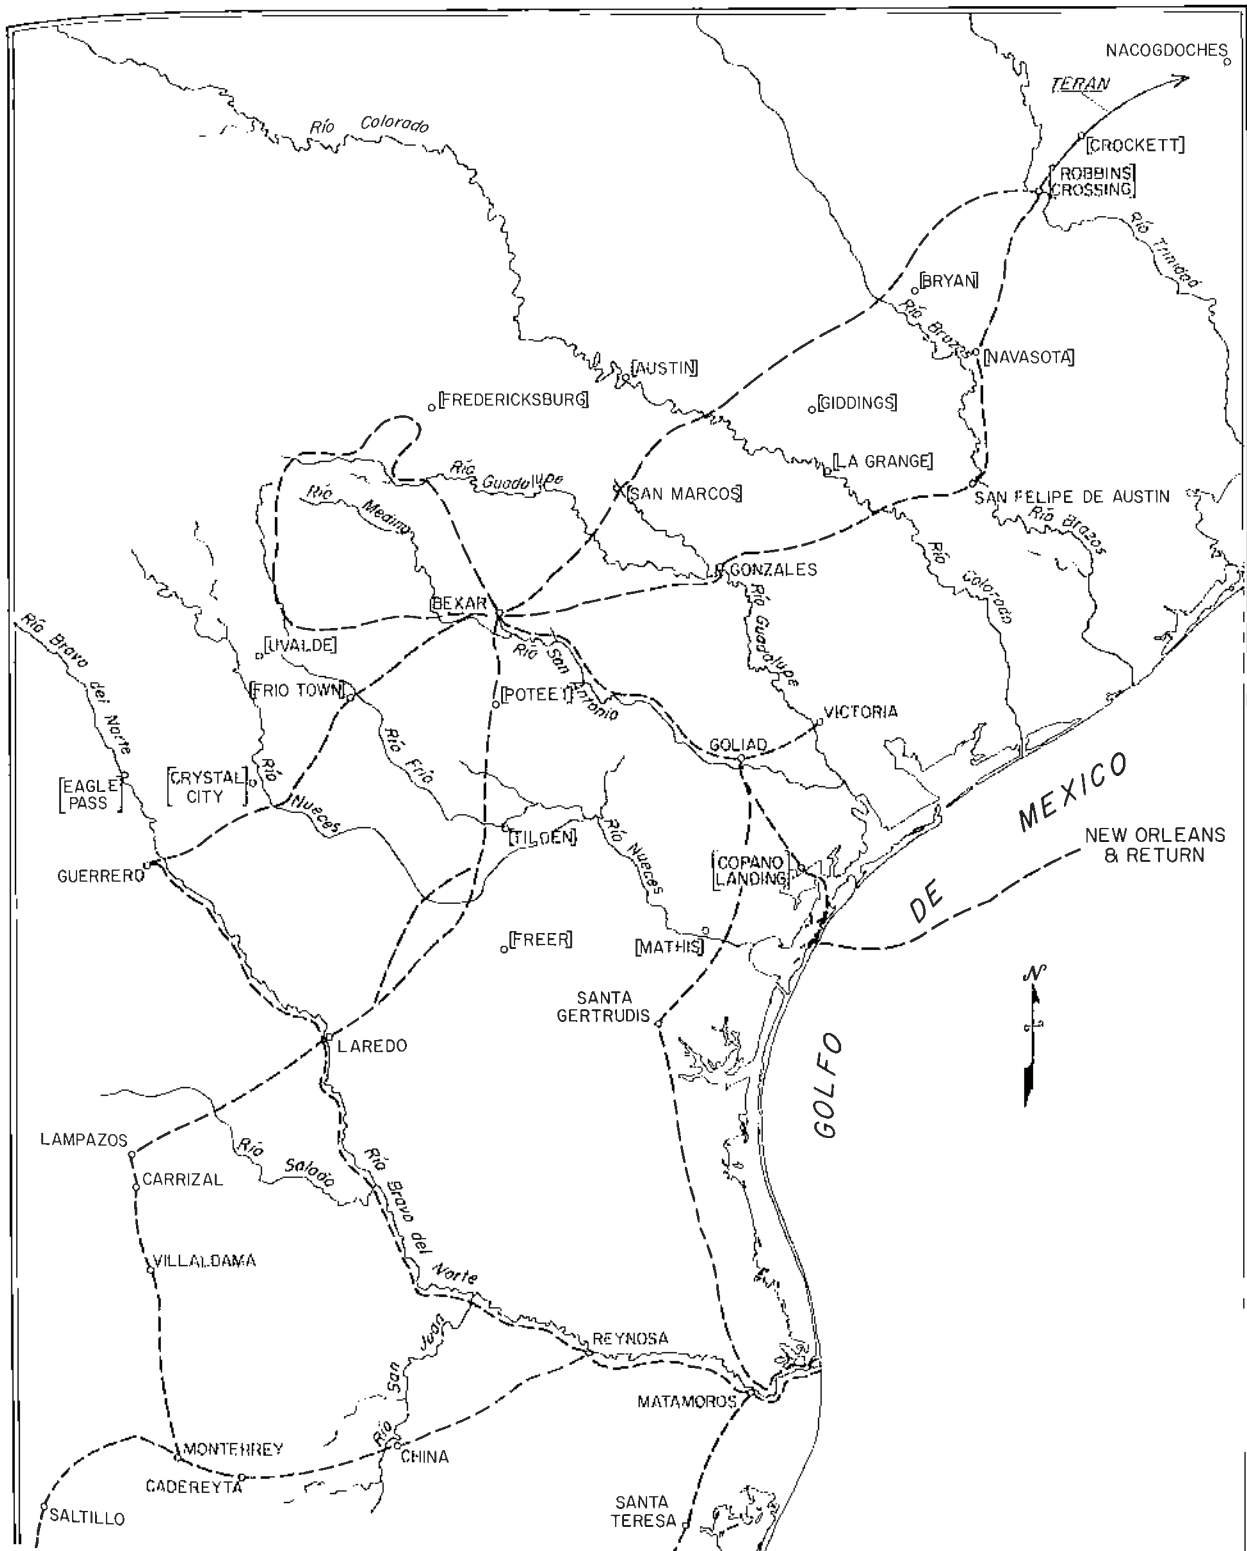 NACOGDOCHES
TERAN
Río Colorado
[CROCKETT]
[ROBBINS
CROSSING]
Río Trinidad
[BRYAN]
Río Brazos
[NAVASOTA]
[AUSTIN]
[FREDERICKSBURG]
[GIDDINGS]
[LA GRANGE]
Río Guadalupe
[SAN MARCOS]
SAN FELIPE DE AUSTIN
Río Medina
Río Brazos
Río Colorado
GONZALES
BEXAR
Río Guadalupe
Río Bravo del Norte
[UVALDE]
Río San Antonio
[FRIO TOWN]
[POTEET]
VICTORIA
GOLIAD
Río Frio
[EAGLE
PASS]
[CRYSTAL
CITY]
Río Nueces
[TILDEN]
Río Nueces
GOLFO DE MEXICO
NEW ORLEANS
& RETURN
[COPANO
LANDING]
GUERRERO
[FREER]
[MATHIS]
SANTA
GERTRUDIS
N
LAREDO
LAMPAZOS
Río Salado
CARRIZAL
Río Bravo del Norte
VILLALDAMA
REYNOSA
Río San Juan
MATAMOROS
MONTERREY
CHINA
CADEREYTA
SALTILLO
SANTA
TERESA